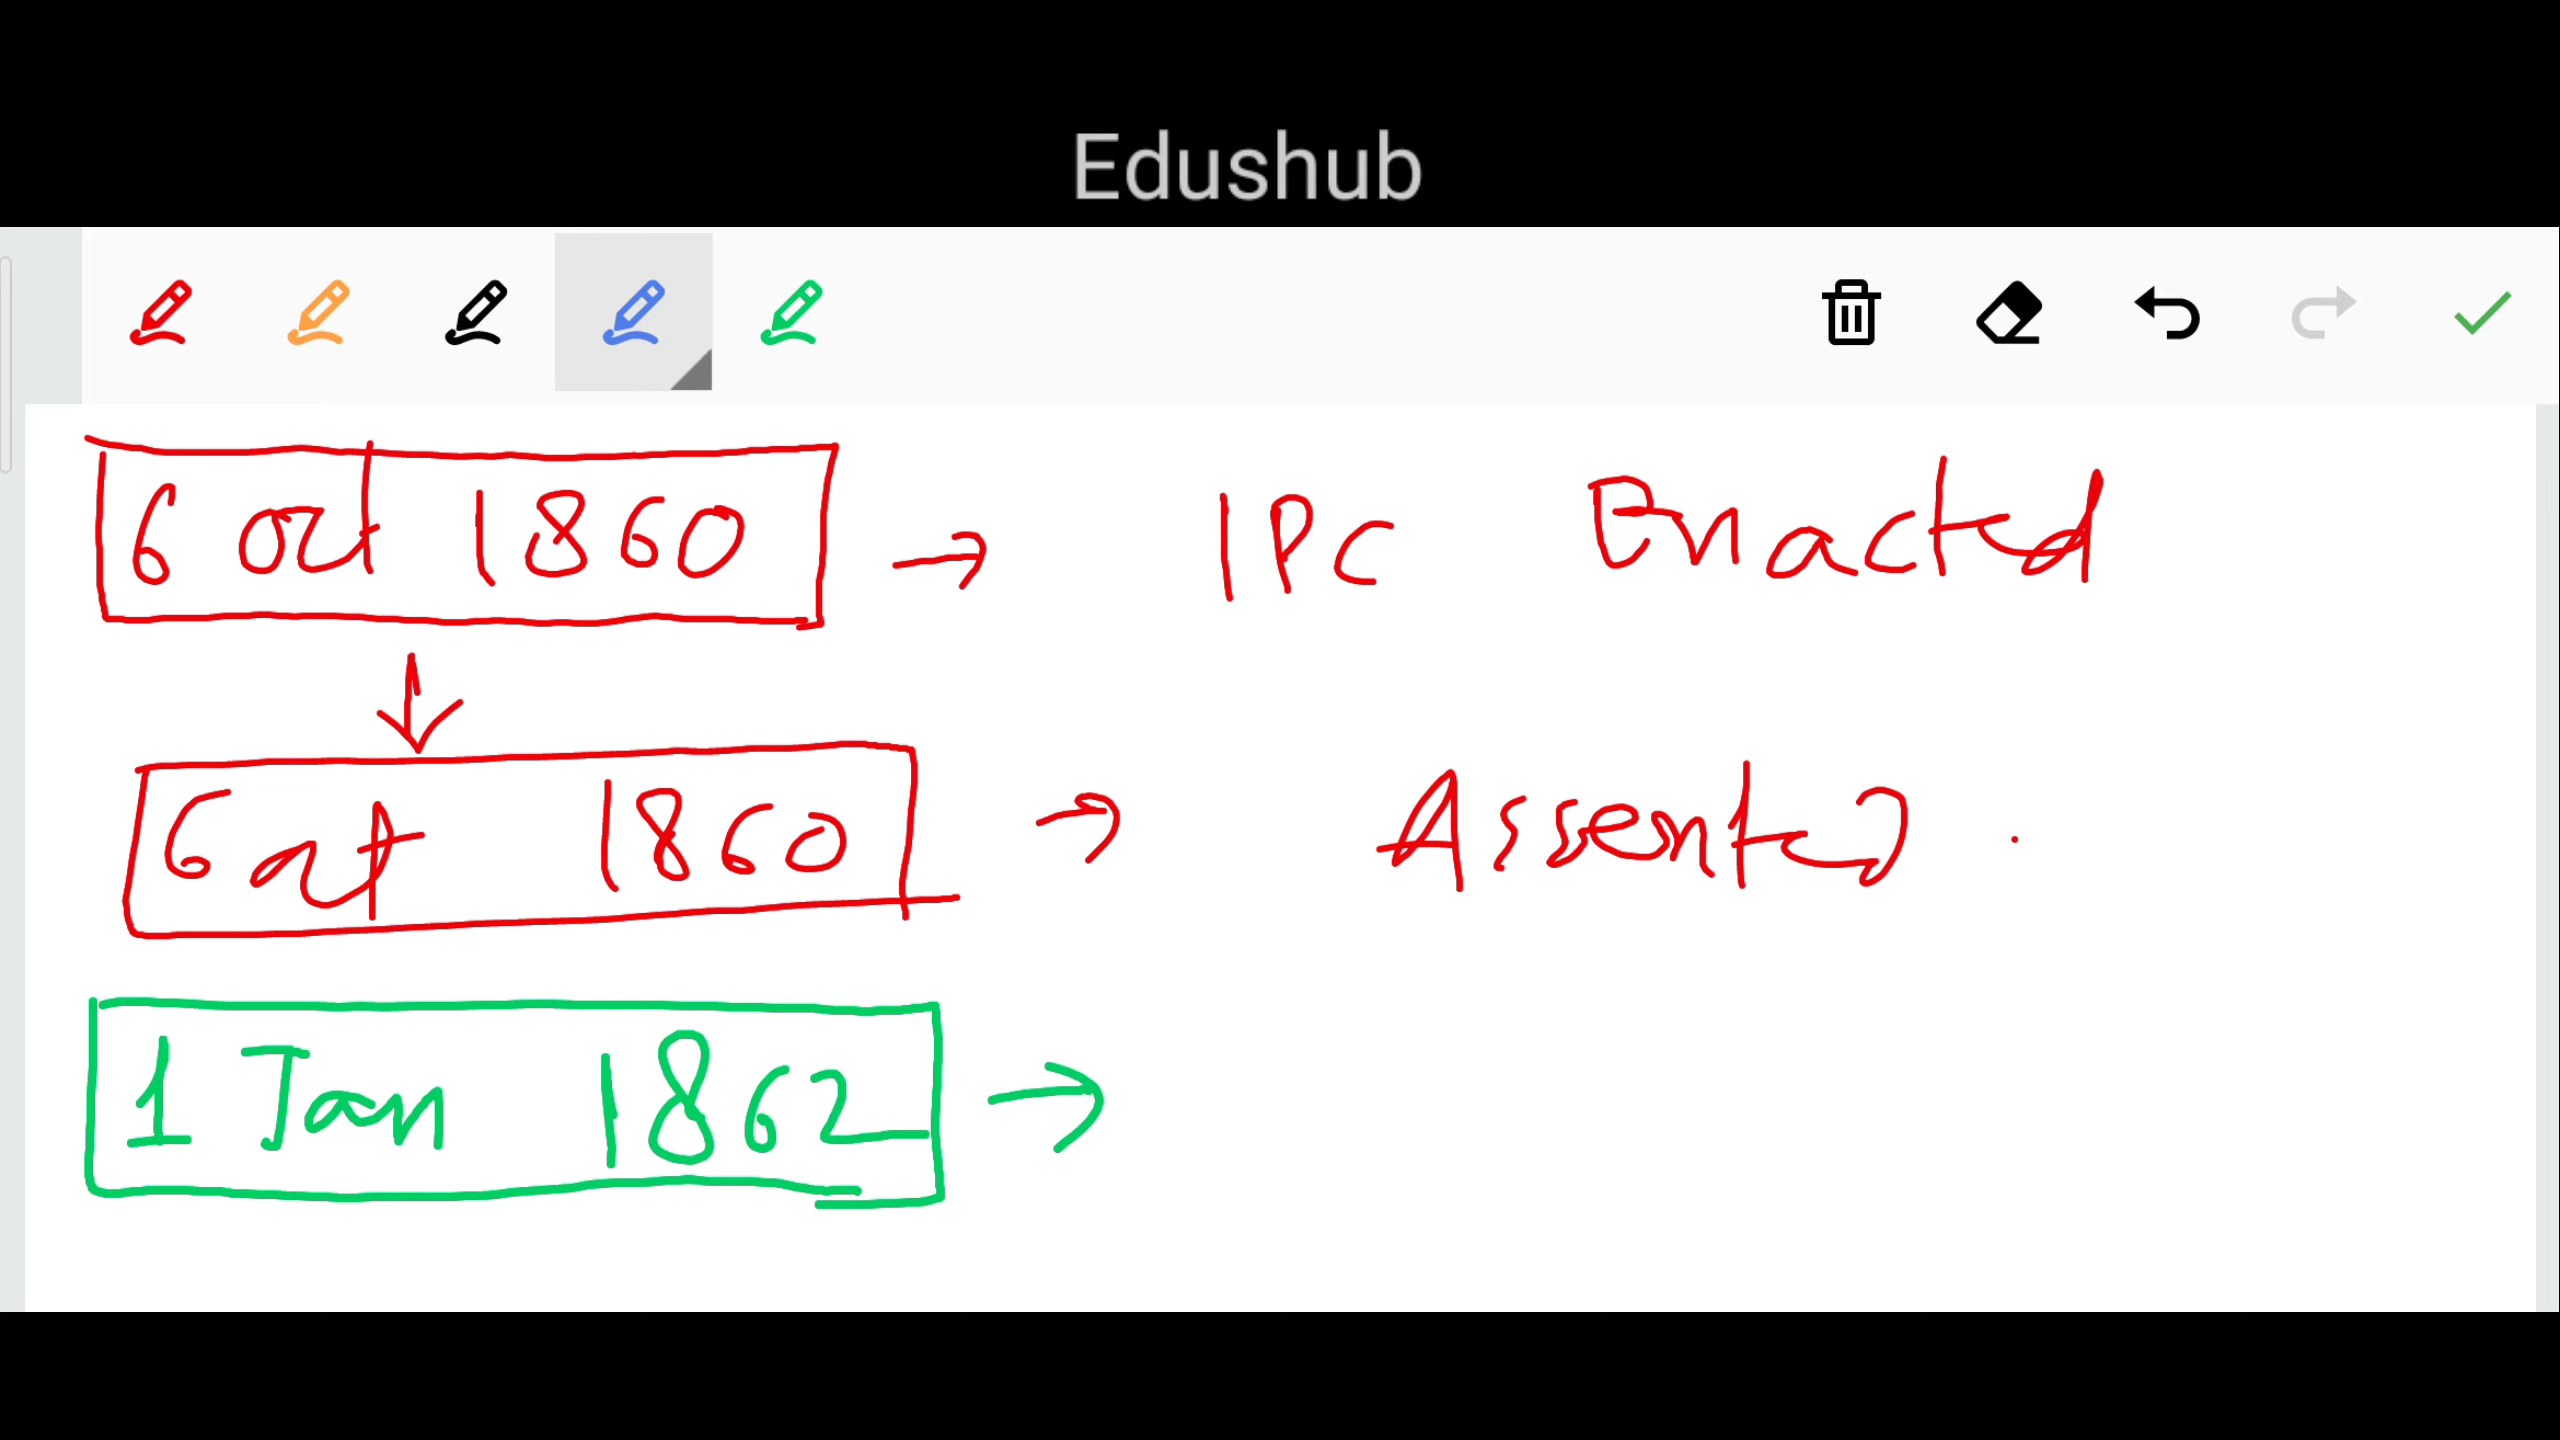 Edushub
6 Oct 1860 → IPC Enacted
6 Oct 1860 → Assented .
1 Jan 1862 →